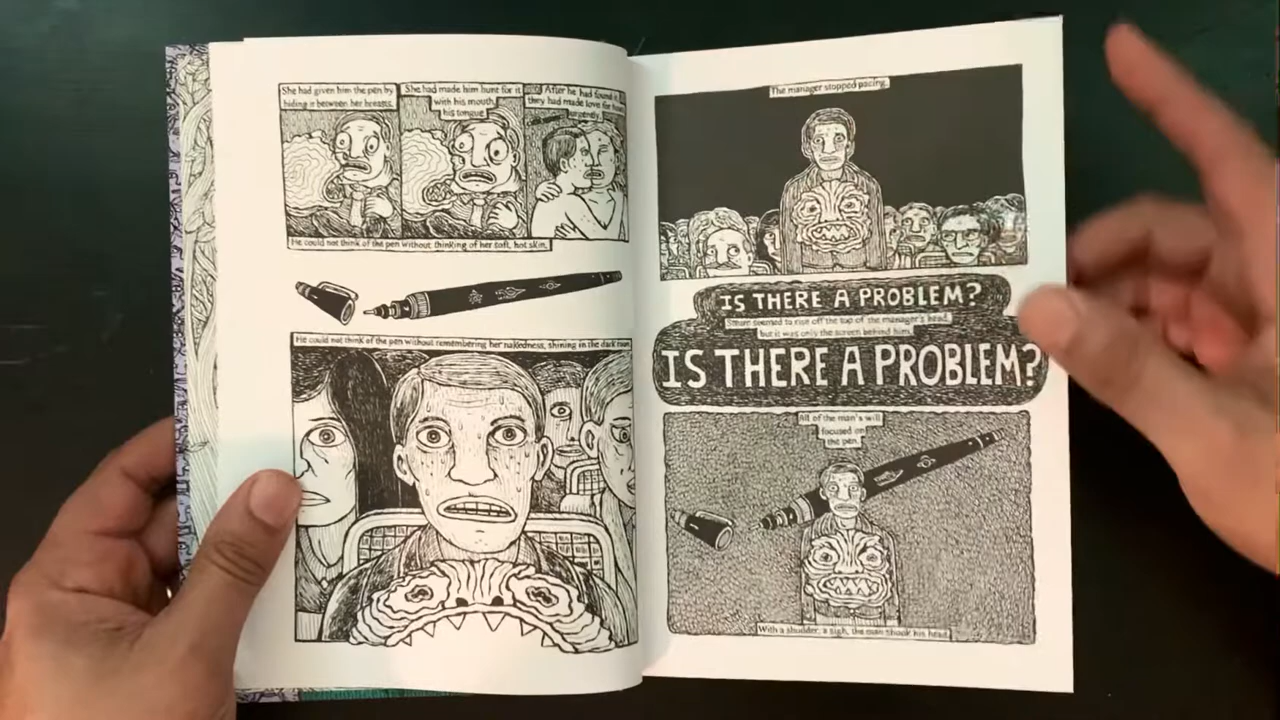 She had given him the pen by
hiding it between her breasts.
She had made him hunt for it
with his mouth,
his tongue.
After he had found it,
they had made love for
He could not think of the pen without thinking of her soft, hot skin.
He could not think of the pen without remembering her nakedness, shining in the dark room.
The manager stopped pacing.
IS THERE A PROBLEM?
Steam seemed to rise off the top of the manager's head,
but it was only the screen behind him.
IS THERE A PROBLEM?
All of the man's will
focused on
the pen.
With a shudder, a sigh, the man shook his head.